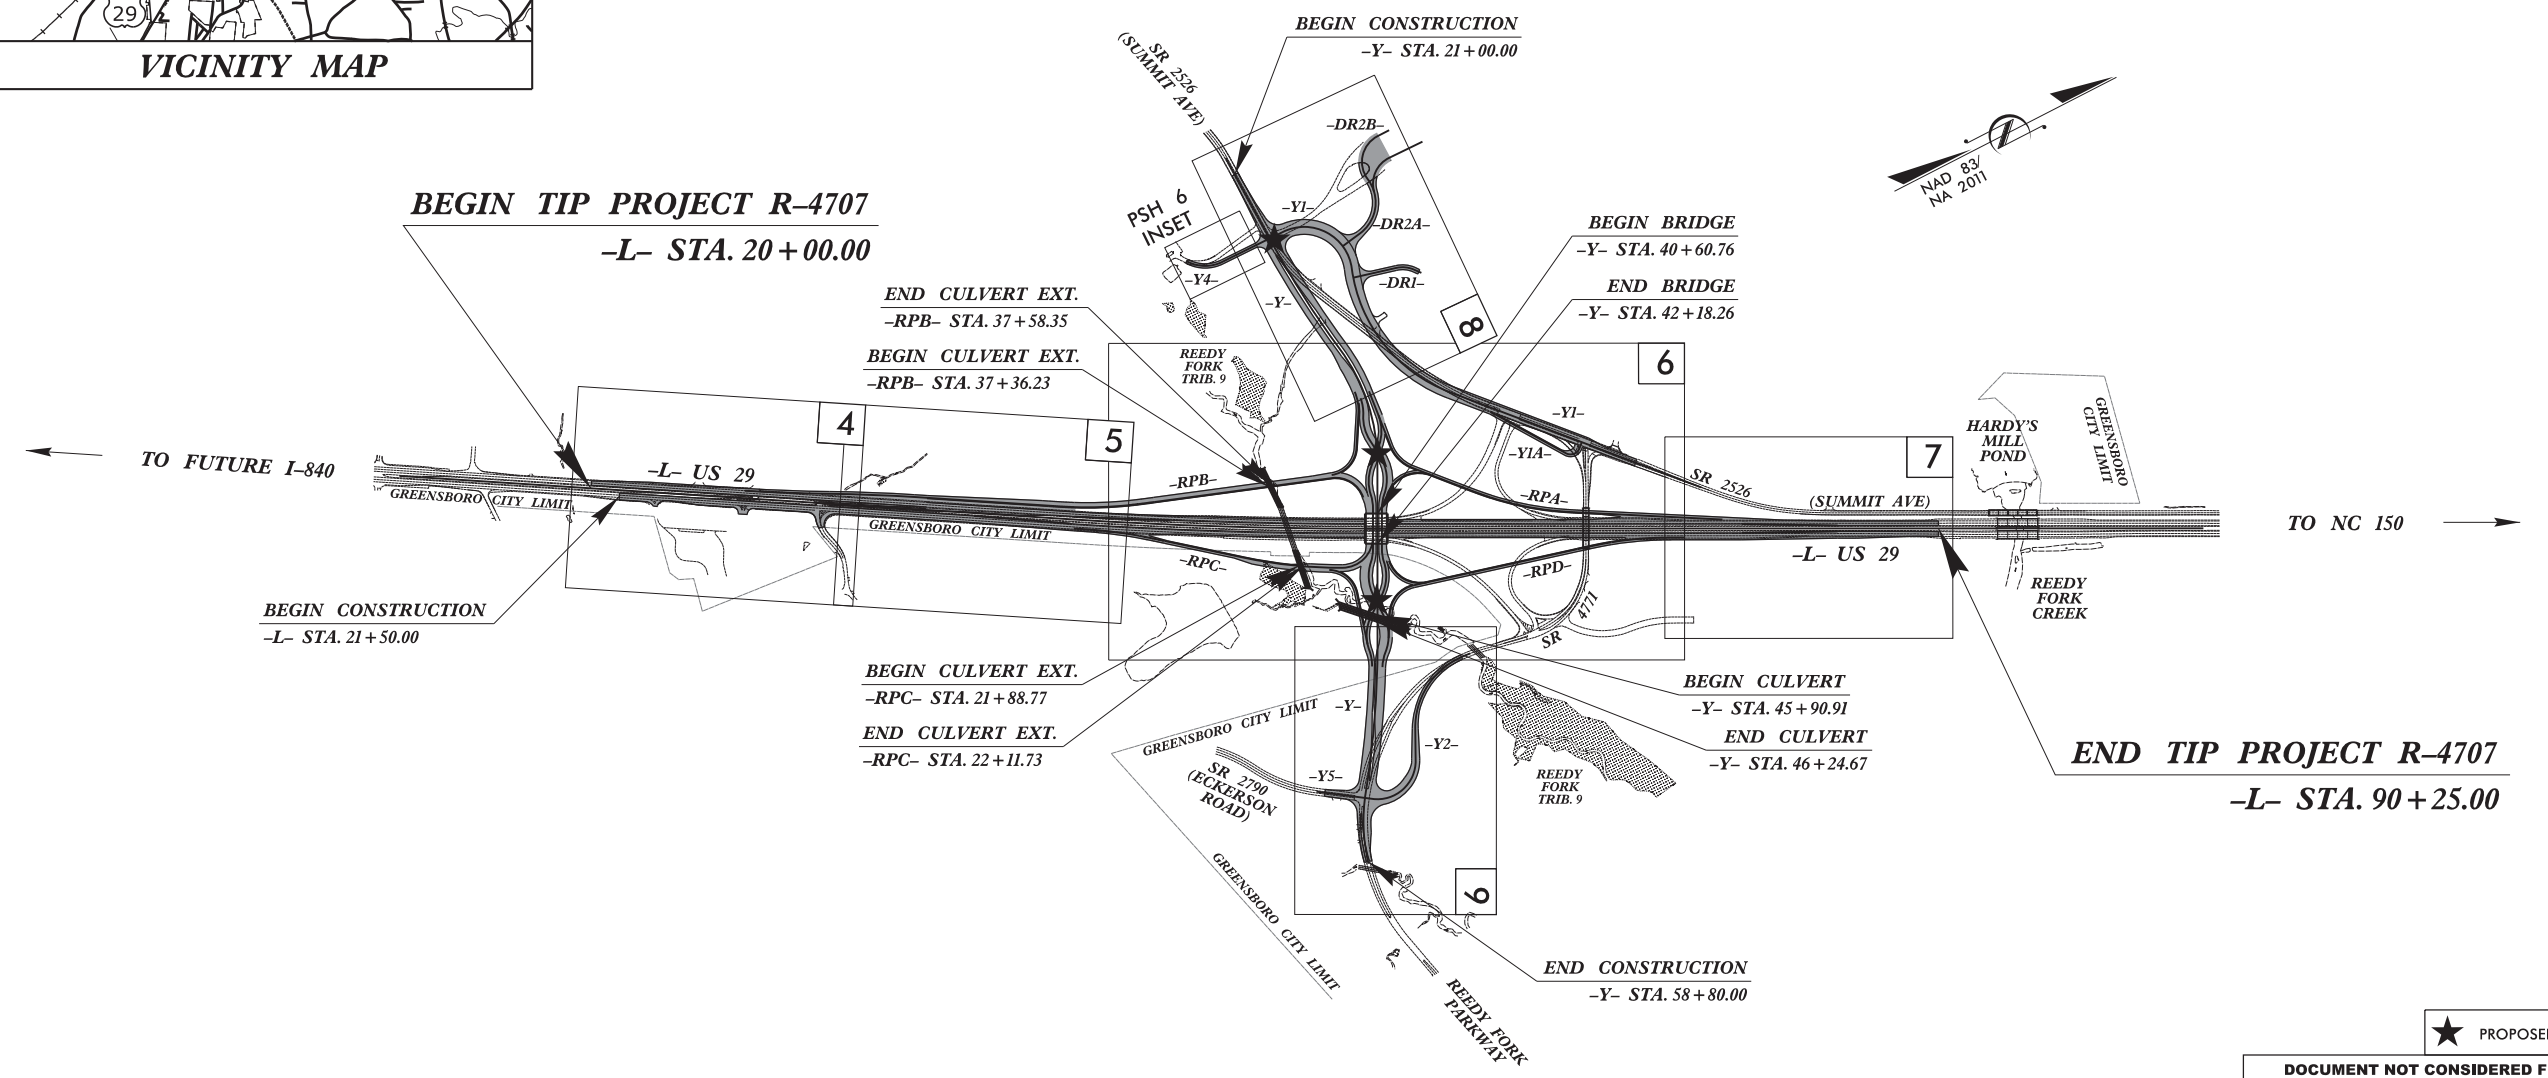 29
VICINITY MAP
BEGIN CONSTRUCTION
–Y– STA. 21+00.00
SR 2526
(SUMMIT AVE)
NAD 83/
NA 2011
BEGIN TIP PROJECT R–4707
–L– STA. 20+00.00
PSH 6
INSET
–DR2B–
–Y1–
–DR2A–
–DR1–
–Y4–
–Y–
8
BEGIN BRIDGE
–Y– STA. 40+60.76
END BRIDGE
–Y– STA. 42+18.26
END CULVERT EXT.
–RPB– STA. 37+58.35
BEGIN CULVERT EXT.
–RPB– STA. 37+36.23
REEDY
FORK
TRIB. 9
6
4
5
7
–Y1–
–Y1A–
HARDY'S
MILL
POND
GREENSBORO
CITY LIMIT
TO FUTURE I–840
–L– US 29
GREENSBORO CITY LIMIT
–RPB–
–RPA–
SR 2526
(SUMMIT AVE)
GREENSBORO CITY LIMIT
TO NC 150
–L– US 29
–RPC–
–RPD–
SR 4771
REEDY
FORK
CREEK
BEGIN CONSTRUCTION
–L– STA. 21+50.00
BEGIN CULVERT EXT.
–RPC– STA. 21+88.77
END CULVERT EXT.
–RPC– STA. 22+11.73
BEGIN CULVERT
–Y– STA. 45+90.91
END CULVERT
–Y– STA. 46+24.67
GREENSBORO CITY LIMIT
–Y–
–Y2–
–Y5–
SR 2790
(ECKERSON
ROAD)
REEDY
FORK
TRIB. 9
END TIP PROJECT R–4707
–L– STA. 90+25.00
9
GREENSBORO CITY LIMIT
END CONSTRUCTION
–Y– STA. 58+80.00
REEDY FORK
PARKWAY
PROPOSE
DOCUMENT NOT CONSIDERED F